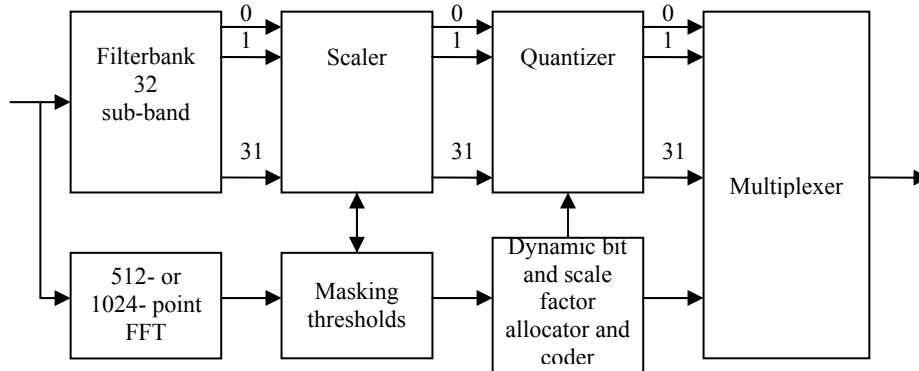 0
0
0
1
1
1
Filterbank
32
sub-band
Scaler
Quantizer
31
31
31
Multiplexer
512- or
1024- point
FFT
Masking
thresholds
Dynamic bit
and scale
factor
allocator and
coder